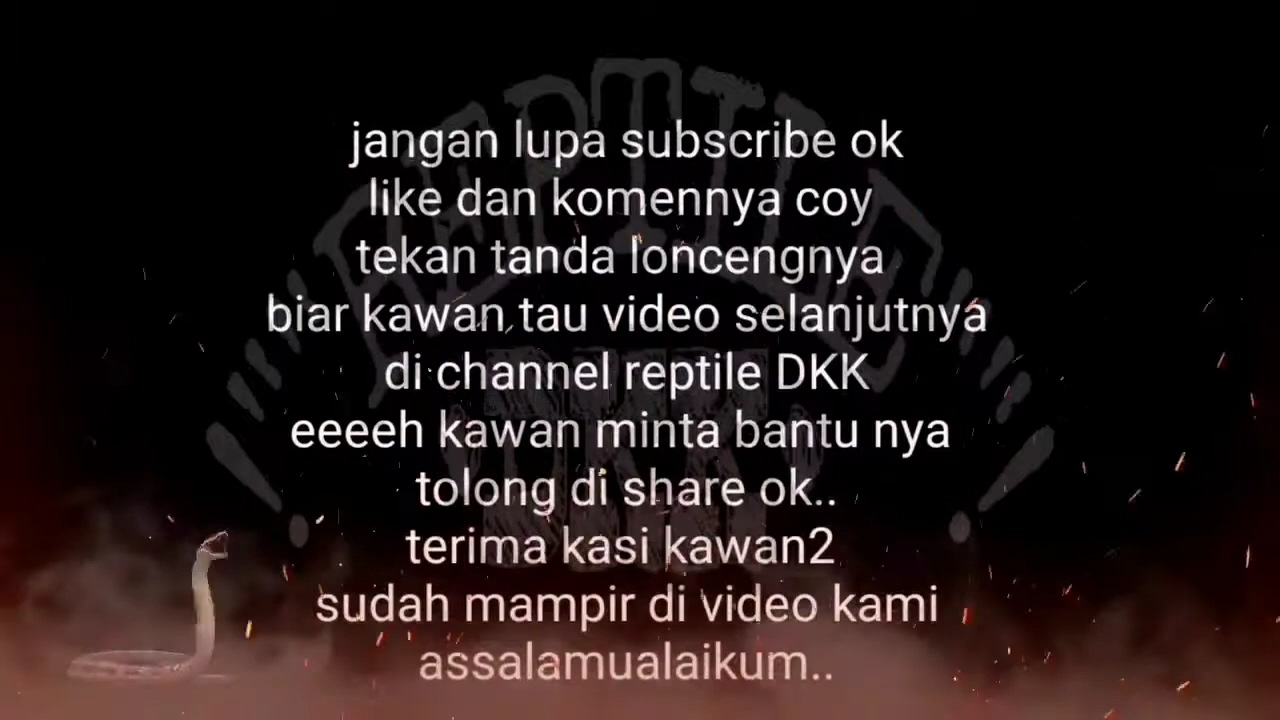 REPTILE
DKK
jangan lupa subscribe ok
like dan komennya coy
tekan tanda loncengnya
biar kawan tau video selanjutnya
di channel reptile DKK
eeeeh kawan minta bantu nya
tolong di share ok..
terima kasi kawan2
sudah mampir di video kami
assalamualaikum..